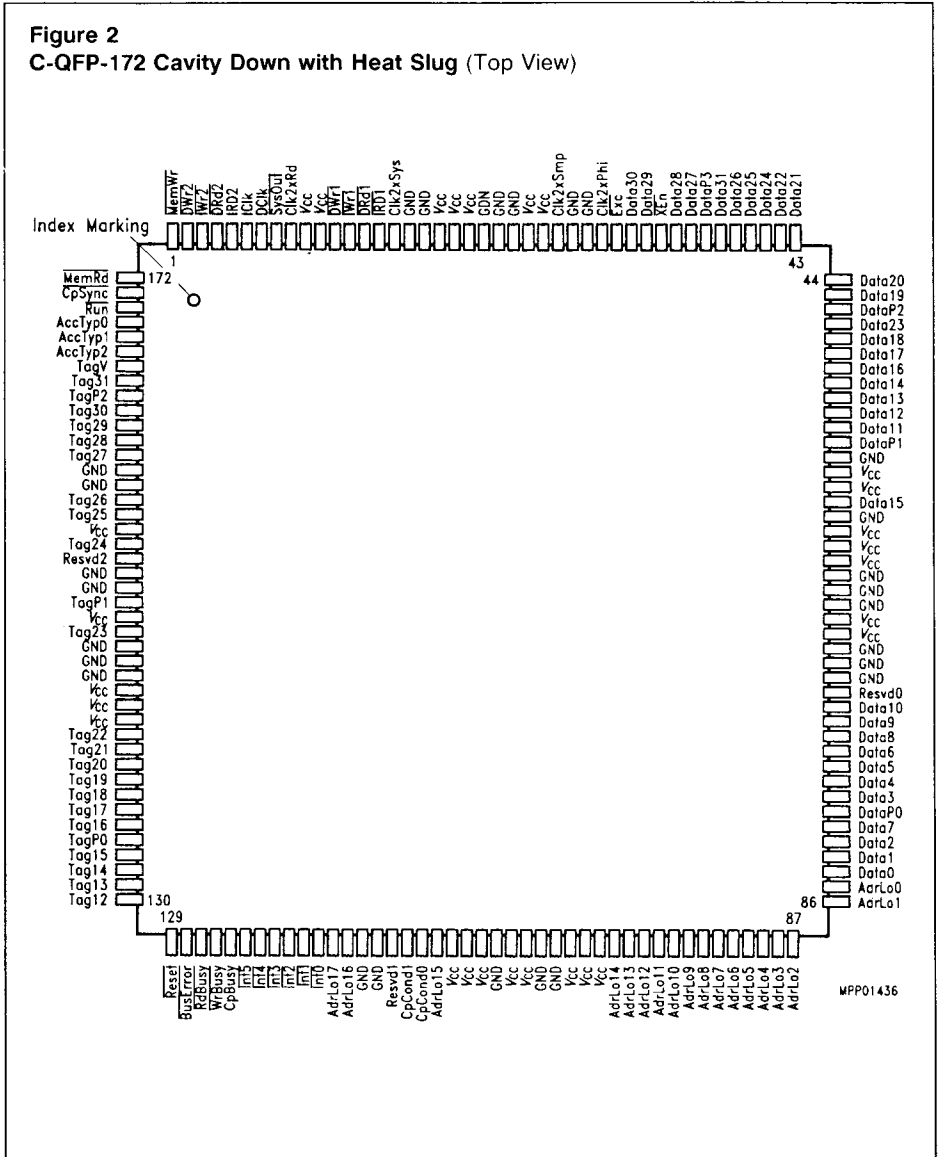 Figure 2
C-QFP-172 Cavity Down with Heat Slug (Top View)
MemWr
DWr2
IWr2
DRd2
IRD2
IClk
DClk
SysOut
Clk2xRd
VCC
VCC
DWr1
IWr1
DRd1
IRD1
Clk2xSys
GND
GND
VCC
VCC
VCC
GDN
GND
GND
VCC
VCC
Clk2xSmp
GND
GND
Clk2xPhi
Exc
Data30
Data29
XEn
Data28
Data27
DataP3
Data31
Data26
Data25
Data24
Data22
Data21
Index Marking
1
43
172
44
MemRd
CpSync
Run
AccTyp0
AccTyp1
AccTyp2
TagV
Tag31
TagP2
Tag30
Tag29
Tag28
Tag27
GND
GND
Tag26
Tag25
VCC
Tag24
Resvd2
GND
GND
TagP1
VCC
Tag23
GND
GND
GND
VCC
VCC
VCC
Tag22
Tag21
Tag20
Tag19
Tag18
Tag17
Tag16
TagP0
Tag15
Tag14
Tag13
Tag12
Data20
Data19
DataP2
Data23
Data18
Data17
Data16
Data14
Data13
Data12
Data11
DataP1
GND
VCC
VCC
Data15
GND
VCC
VCC
VCC
GND
GND
GND
VCC
VCC
GND
GND
GND
Resvd0
Data10
Data9
Data8
Data6
Data5
Data4
Data3
DataP0
Data7
Data2
Data1
Data0
AdrLo0
AdrLo1
130
86
129
87
Reset
BusError
RdBusy
WrBusy
CpBusy
Int5
Int4
Int3
Int2
Int1
Int0
AdrLo17
AdrLo16
GND
GND
Resvd1
CpCond1
CpCond0
AdrLo15
VCC
VCC
VCC
GND
VCC
VCC
GND
GND
VCC
VCC
VCC
AdrLo14
AdrLo13
AdrLo12
AdrLo11
AdrLo10
AdrLo9
AdrLo8
AdrLo7
AdrLo6
AdrLo5
AdrLo4
AdrLo3
AdrLo2
MPP01436